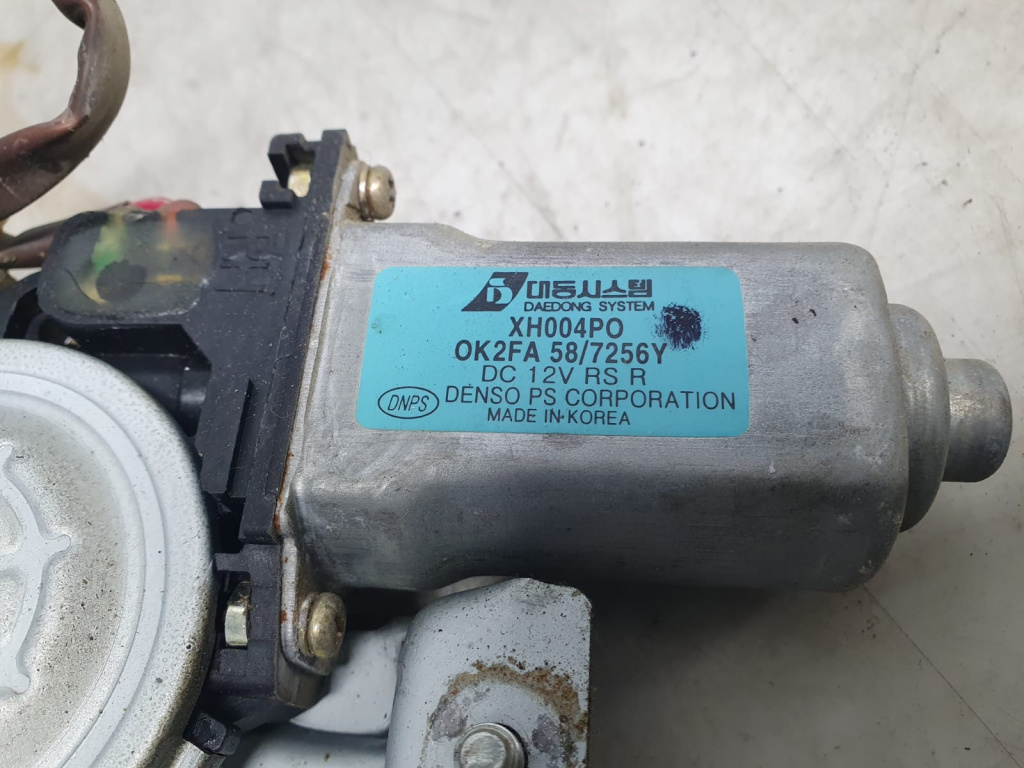 D 대동시스템
DAEDONG SYSTEM
XH004PO
OK2FA 58/7256Y
DC 12V RS R
DNPS DENSO PS CORPORATION
MADE IN KOREA